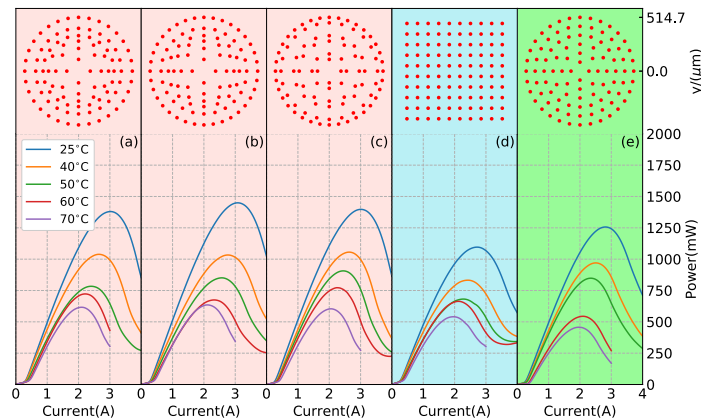 514.7
0.0
y/(μm)
(a)
(b)
(c)
(d)
(e)
25°C
40°C
50°C
60°C
70°C
2000
1750
1500
1250
1000
750
500
250
0
Power(mW)
0 1 2 3 0 1 2 3 0 1 2 3 0 1 2 3 0 1 2 3 4
Current(A) Current(A) Current(A) Current(A) Current(A)